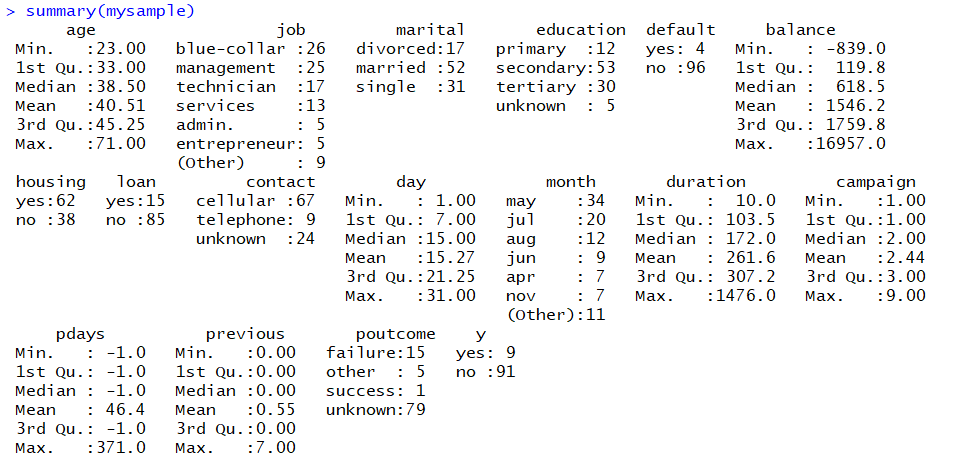 > summary(mysample)
      age                  job          marital         education  default      balance
 Min.   :23.00   blue-collar :26   divorced:17   primary  :12   yes: 4   Min.   : -839.0
 1st Qu.:33.00   management  :25   married :52   secondary:53   no :96   1st Qu.:  119.8
 Median :38.50   technician  :17   single  :31   tertiary :30            Median :  618.5
 Mean   :40.51   services    :13                 unknown  : 5            Mean   : 1546.2
 3rd Qu.:45.25   admin.      : 5                                         3rd Qu.: 1759.8
 Max.   :71.00   entrepreneur: 5                                         Max.   :16957.0
                 (Other)     : 9
 housing   loan          contact        day            month       duration         campaign
 yes:62   yes:15   cellular :67   Min.   : 1.00   may    :34   Min.   :  10.0   Min.   :1.00
 no :38   no :85   telephone: 9   1st Qu.: 7.00   jul    :20   1st Qu.: 103.5   1st Qu.:1.00
                   unknown  :24   Median :15.00   aug    :12   Median : 172.0   Median :2.00
                                  Mean   :15.27   jun    : 9   Mean   : 261.6   Mean   :2.44
                                  3rd Qu.:21.25   apr    : 7   3rd Qu.: 307.2   3rd Qu.:3.00
                                  Max.   :31.00   nov    : 7   Max.   :1476.0   Max.   :9.00
                                                  (Other):11
     pdays          previous       poutcome    y
 Min.   : -1.0   Min.   :0.00   failure:15   yes: 9
 1st Qu.: -1.0   1st Qu.:0.00   other  : 5   no :91
 Median : -1.0   Median :0.00   success: 1
 Mean   : 46.4   Mean   :0.55   unknown:79
 3rd Qu.: -1.0   3rd Qu.:0.00
 Max.   :371.0   Max.   :7.00